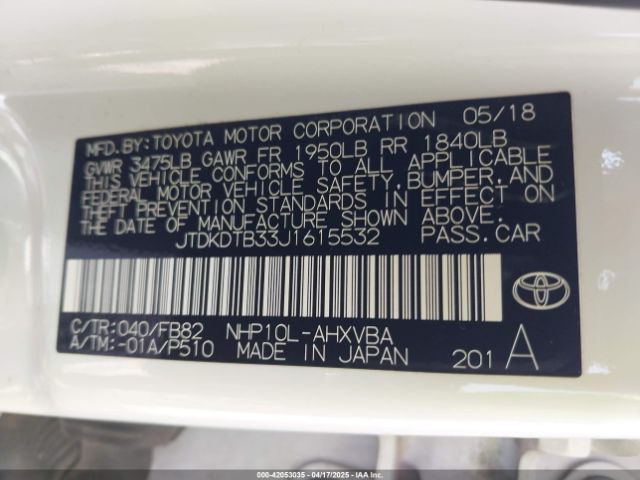 MFD. BY: TOYOTA MOTOR CORPORATION 05/18
GVWR 3475LB GAWR FR 1950LB RR 1840LB
THIS VEHICLE CONFORMS TO ALL APPLICABLE
FEDERAL MOTOR VEHICLE SAFETY, BUMPER, AND
THEFT PREVENTION STANDARDS IN EFFECT ON
THE DATE OF MANUFACTURE SHOWN ABOVE.
JTDKDTB33J1615532 PASS. CAR
C/TR: 040/FB82 NHP10L-AHXVBA
A/TM: -01A/P510 MADE IN JAPAN 201 A
000-42053035 - 04/17/2025 - IAAI.COM